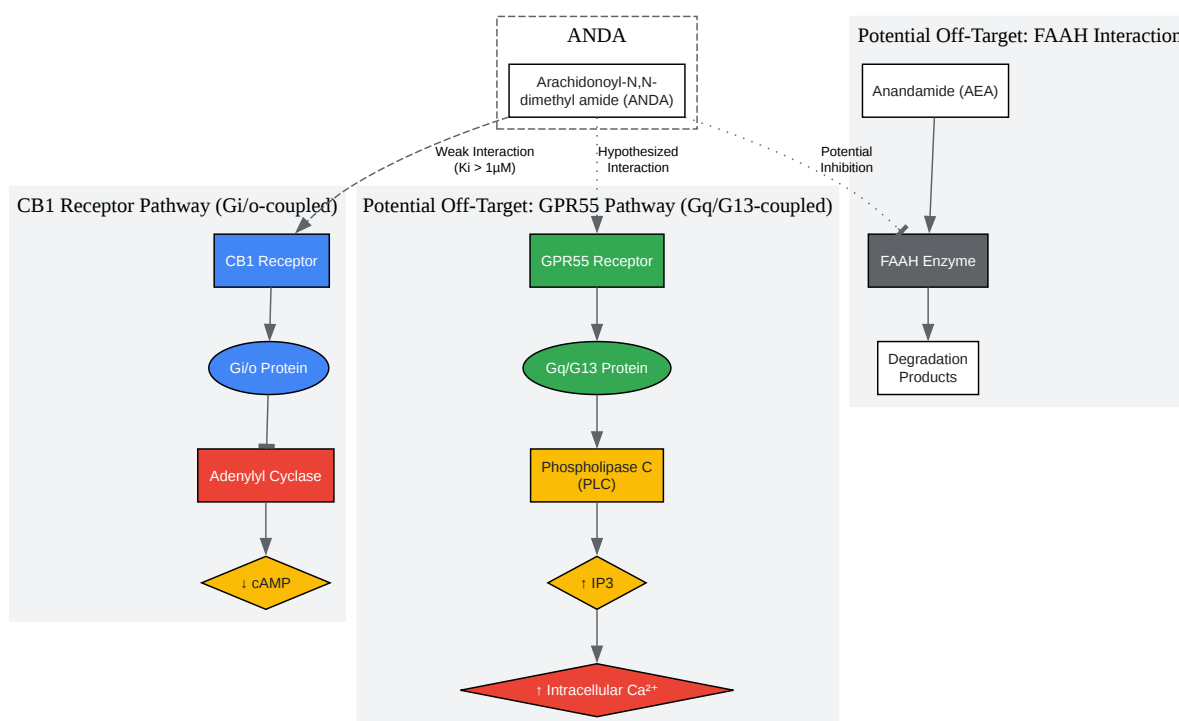 ANDA
Potential Off-Target: FAAH Interaction
Arachidonoyl-N,N-
dimethyl amide (ANDA)
Anandamide (AEA)
Weak Interaction
(Ki > 1µM)
Hypothesized
Interaction
Potential
Inhibition
CB1 Receptor Pathway (Gi/o-coupled)
Potential Off-Target: GPR55 Pathway (Gq/G13-coupled)
CB1 Receptor
GPR55 Receptor
FAAH Enzyme
Gi/o Protein
Gq/G13 Protein
Degradation
Products
Adenylyl Cyclase
Phospholipase C
(PLC)
↓ cAMP
↑ IP3
↑ Intracellular Ca²⁺